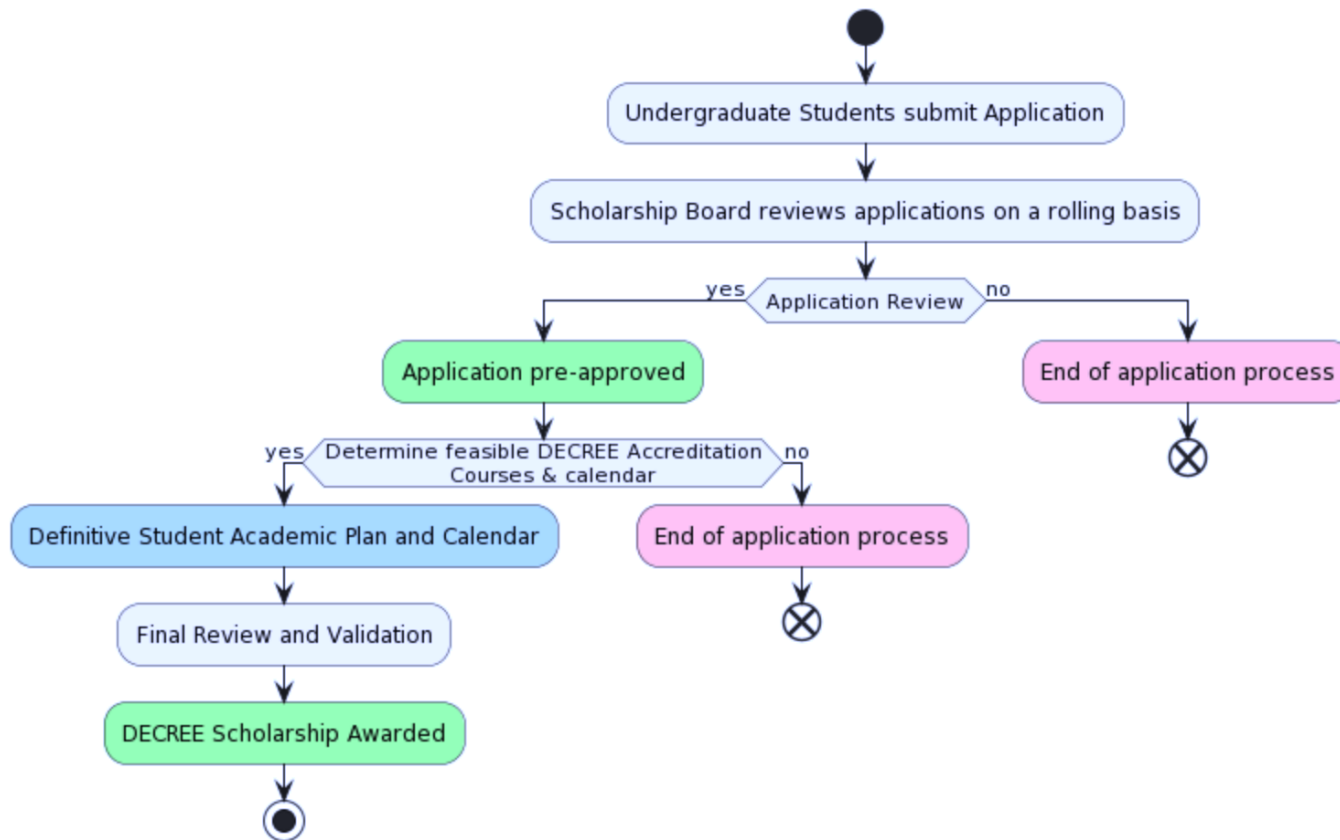 Undergraduate Students submit Application
Scholarship Board reviews applications on a rolling basis
yes
Application Review
no
Application pre-approved
End of application process
yes
Determine feasible DECREE Accreditation
Courses & calendar
no
Definitive Student Academic Plan and Calendar
End of application process
Final Review and Validation
DECREE Scholarship Awarded